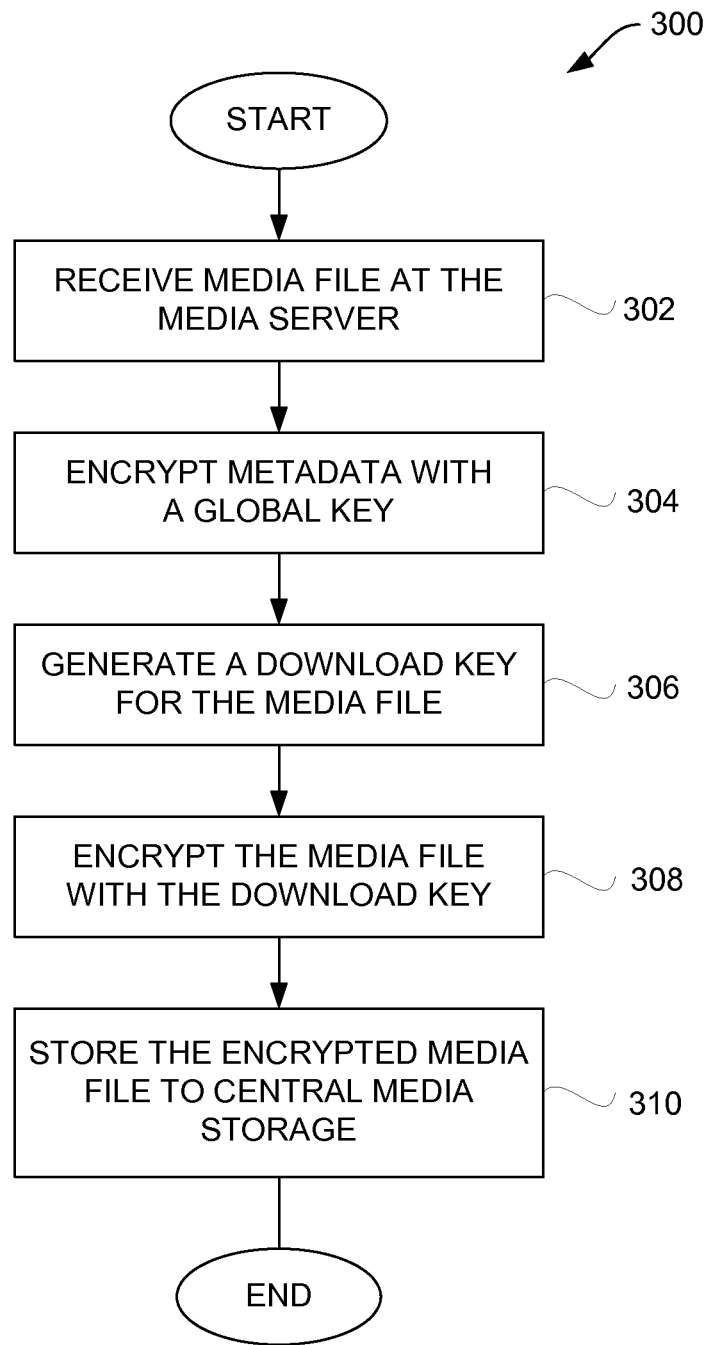 300
START
RECEIVE MEDIA FILE AT THE
MEDIA SERVER
302
ENCRYPT METADATA WITH
A GLOBAL KEY
304
GENERATE A DOWNLOAD KEY
FOR THE MEDIA FILE
306
ENCRYPT THE MEDIA FILE
WITH THE DOWNLOAD KEY
308
STORE THE ENCRYPTED MEDIA
FILE TO CENTRAL MEDIA
STORAGE
310
END